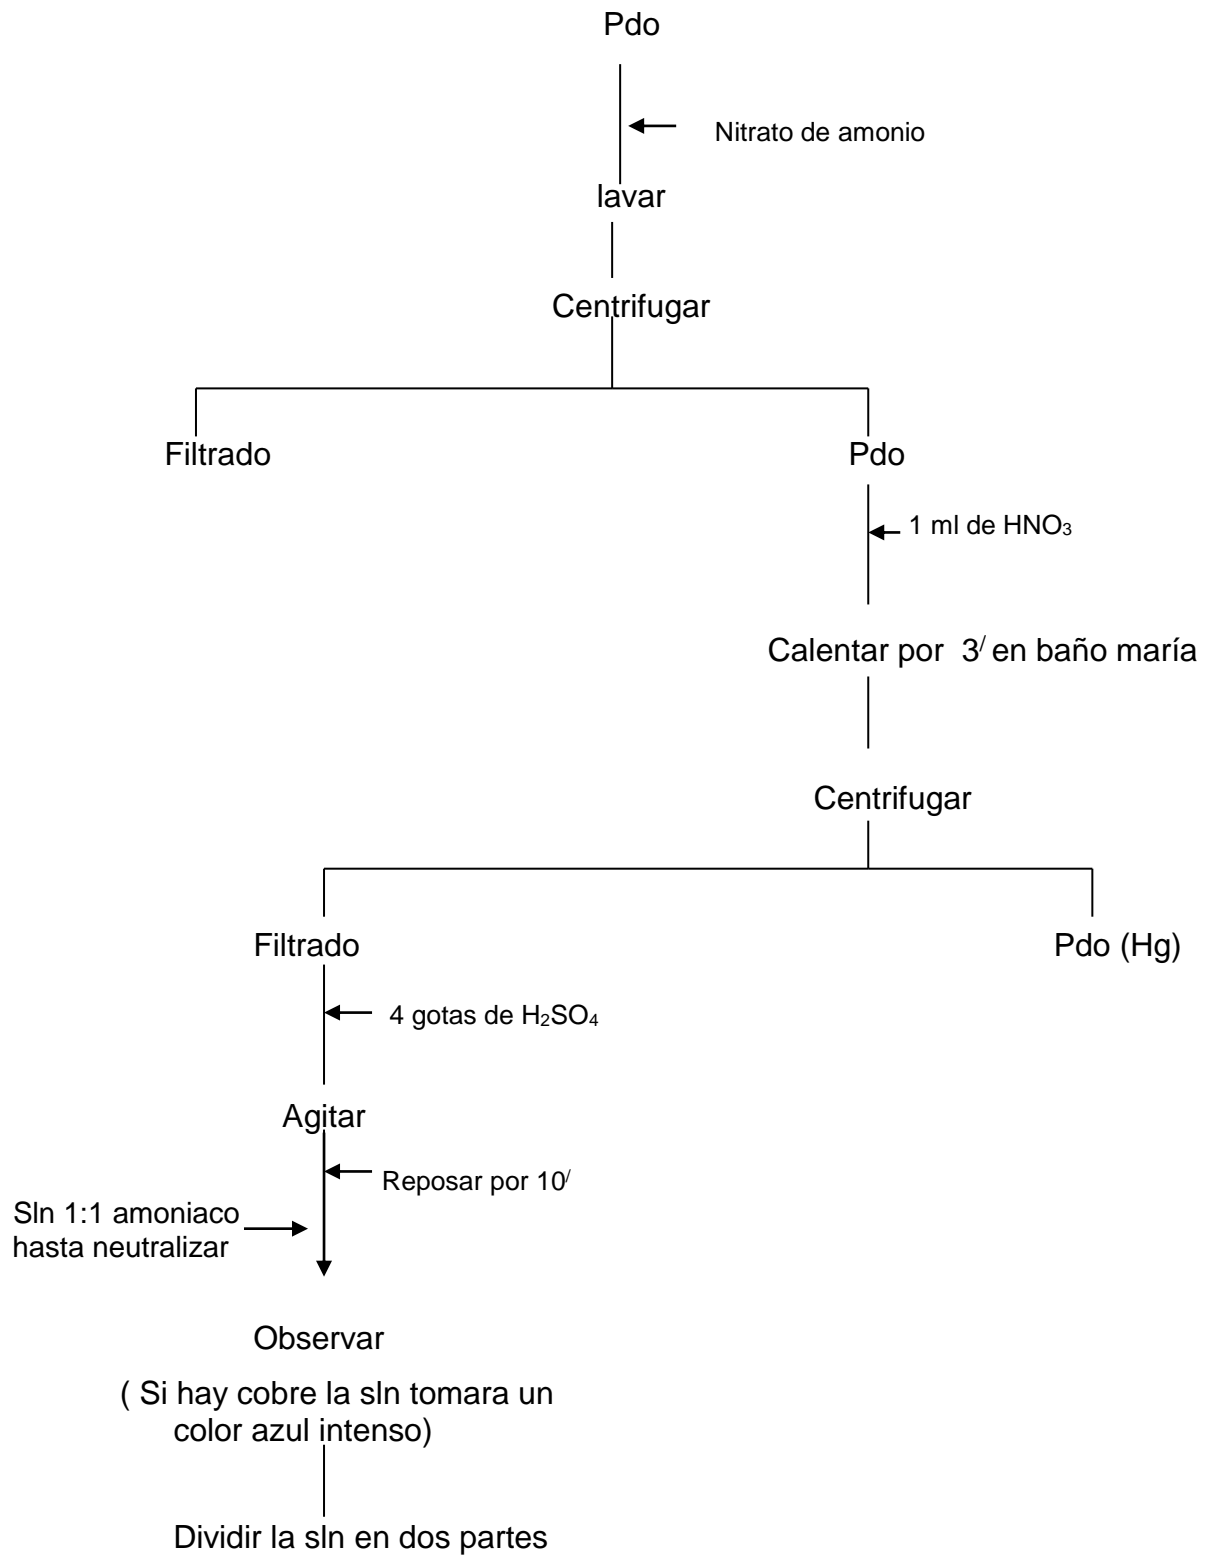 Pdo
Nitrato de amonio
lavar
Centrifugar
Filtrado
Pdo
1 ml de HNO₃
Calentar por 3/ en baño maría
Centrifugar
Filtrado
Pdo (Hg)
4 gotas de H₂SO₄
Agitar
Reposar por 10/
Sln 1:1 amoniaco
hasta neutralizar
Observar
( Si hay cobre la sln tomara un
color azul intenso)
Dividir la sln en dos partes